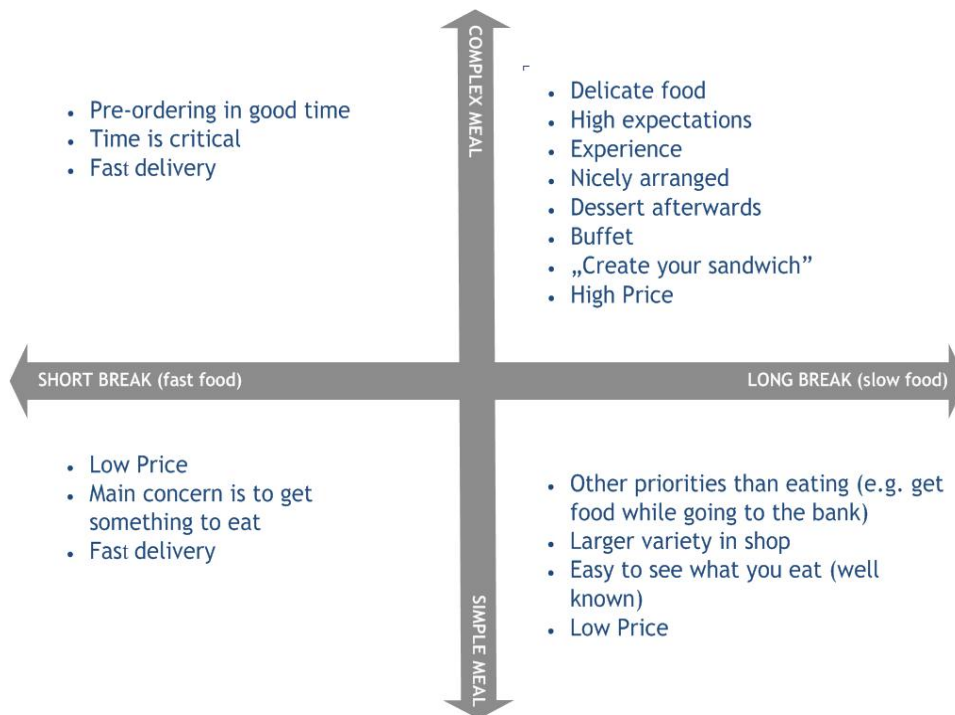 COMPLEX MEAL
• Pre-ordering in good time
• Time is critical
• Fast delivery
• Delicate food
• High expectations
• Experience
• Nicely arranged
• Dessert afterwards
• Buffet
• „Create your sandwich”
• High Price
SHORT BREAK (fast food)
LONG BREAK (slow food)
• Low Price
• Main concern is to get
something to eat
• Fast delivery
• Other priorities than eating (e.g. get
food while going to the bank)
• Larger variety in shop
• Easy to see what you eat (well
known)
• Low Price
SIMPLE MEAL